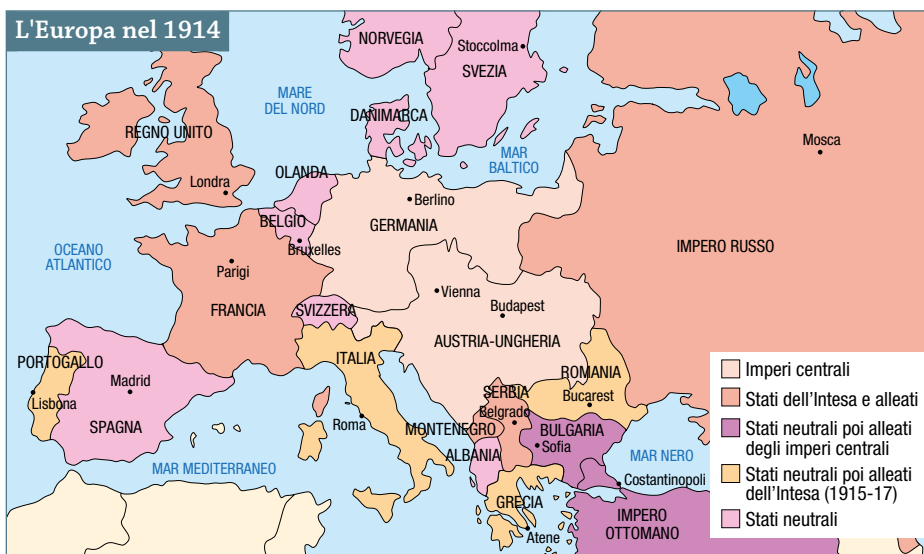 L'Europa nel 1914
NORVEGIA
Stoccolma
SVEZIA
MARE
DEL NORD
DANIMARCA
REGNO UNITO
Mosca
MAR
BALTICO
OLANDA
Londra
Berlino
BELGIO
GERMANIA
Bruxelles
OCEANO
ATLANTICO
IMPERO RUSSO
Parigi
Vienna
FRANCIA
SVIZZERA
Budapest
AUSTRIA-UNGHERIA
PORTOGALLO
ITALIA
ROMANIA
Madrid
Lisbona
SERBIA
Bucarest
Belgrado
SPAGNA
Roma
MONTENEGRO
BULGARIA
Sofia
ALBANIA
MAR NERO
MAR MEDITERRANEO
Costantinopoli
GRECIA
IMPERO
OTTOMANO
Atene
Imperi centrali
Stati dell'Intesa e alleati
Stati neutrali poi alleati
degli imperi centrali
Stati neutrali poi alleati
dell'Intesa (1915-17)
Stati neutrali